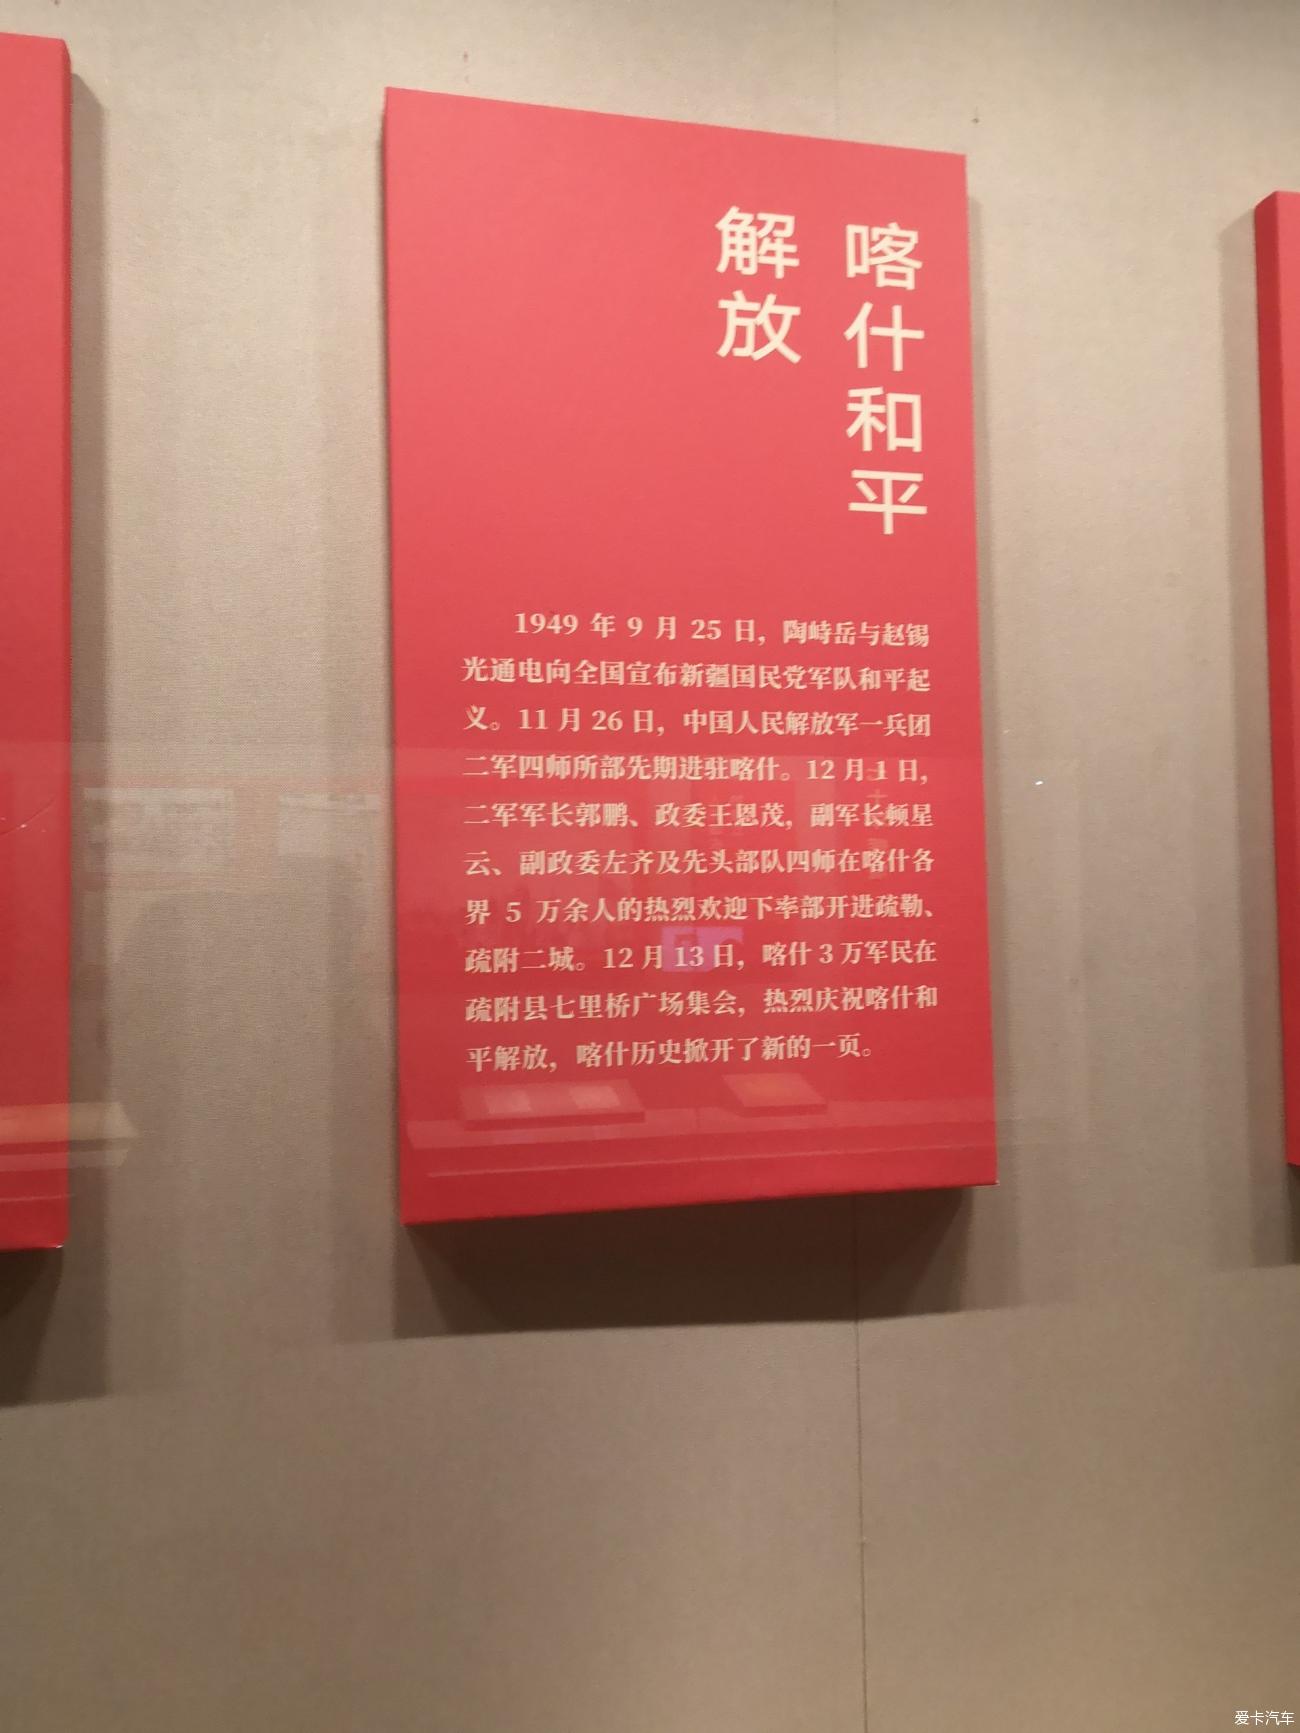 喀什和平
解放
1949 年 9 月 25 日，陶峙岳与赵锡
光通电向全国宣布新疆国民党军队和平起
义。11 月 26 日，中国人民解放军一兵团
二军四师所部先期进驻喀什。12 月 1 日，
二军军长郭鹏、政委王恩茂，副军长顿星
云、副政委左齐及先头部队四师在喀什各
界 5 万余人的热烈欢迎下率部开进疏勒、
疏附二城。12 月 13 日，喀什 3 万军民在
疏附县七里桥广场集会，热烈庆祝喀什和
平解放，喀什历史掀开了新的一页。
爱卡汽车